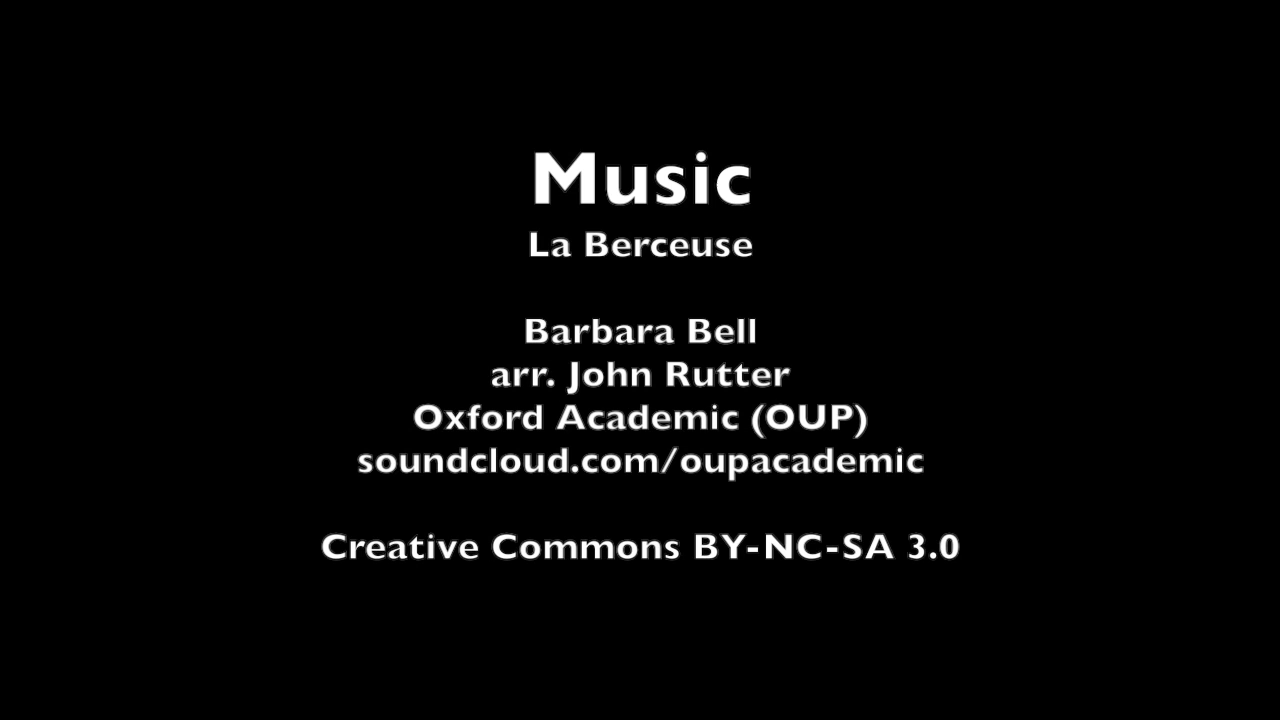 Music
La Berceuse
Barbara Bell
arr. John Rutter
Oxford Academic (OUP)
soundcloud.com/oupacademic
Creative Commons BY-NC-SA 3.0